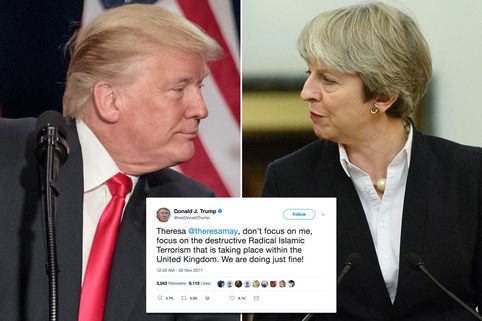 Donald J. Trump
@realDonaldTrump
Follow
Theresa @theresamay, don't focus on me,
focus on the destructive Radical Islamic
Terrorism that is taking place within the
United Kingdom. We are doing just fine!
12:43 AM - 30 Nov 2017
3,043 Retweets 8,110 Likes